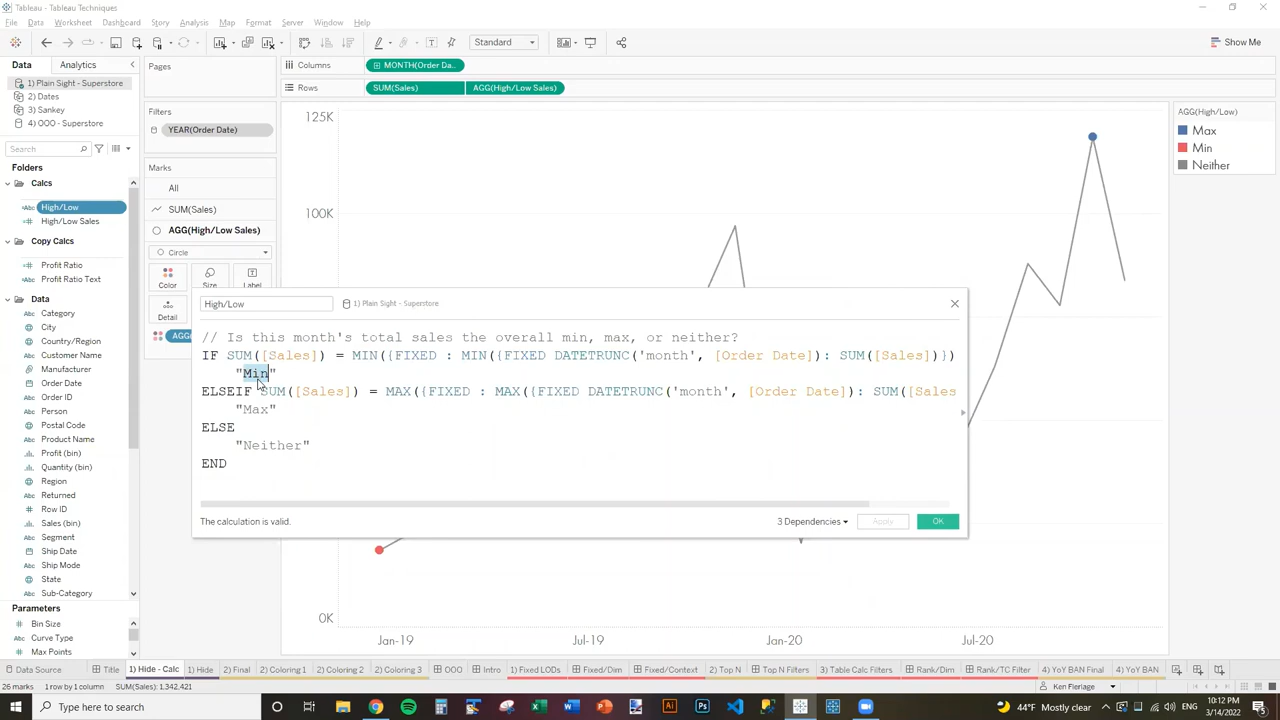 Tableau - Tableau Techniques
File Data Worksheet Dashboard Story Analysis Map Format Server Window Help
Standard
Show Me
Data Analytics
Pages
Columns
MONTH(Order Da..
1) Plain Sight - Superstore
Rows
SUM(Sales)
AGG(High/Low Sales)
2) Dates
3) Sankey
4) OOO - Superstore
Filters
YEAR(Order Date)
Search
Folders
Calcs
High/Low
High/Low Sales
Copy Calcs
Profit Ratio
Profit Ratio Text
Data
Category
City
Country/Region
Customer Name
Manufacturer
Order Date
Order ID
Person
Postal Code
Product Name
Profit (bin)
Quantity (bin)
Region
Returned
Row ID
Sales (bin)
Segment
Ship Date
Ship Mode
State
Sub-Category
Parameters
Bin Size
Curve Type
Max Points
Marks
All
SUM(Sales)
AGG(High/Low Sales)
Circle
Color Size Label
Detail
AGG(
125K
100K
0K
Jan-19 Jul-19 Jan-20 Jul-20
AGG(High/Low)
Max
Min
Neither
High/Low
1) Plain Sight - Superstore
// Is this month's total sales the overall min, max, or neither?
IF SUM([Sales]) = MIN({FIXED : MIN({FIXED DATETRUNC('month', [Order Date]): SUM([Sales])})
"Min"
ELSEIF SUM([Sales]) = MAX({FIXED : MAX({FIXED DATETRUNC('month', [Order Date]): SUM([Sales
"Max"
ELSE
"Neither"
END
The calculation is valid.
3 Dependencies
Apply
OK
Data Source Title 1) Hide - Calc 1) Hide 2) Final 2) Coloring 1 2) Coloring 2 2) Coloring 3 OOO Intro 1) Fixed LODs Fixed/Dim Fixed/Context 2) Top N Top N Filters 3) Table Calc Filters Rank/Dim Rank/TC Filter 4) YoY BAN Final 4) YoY BAN
26 marks 1 row by 1 column SUM(Sales): 1,342,421
Ken Flerlage
Type here to search
44°F Mostly clear
10:12 PM
3/14/2022